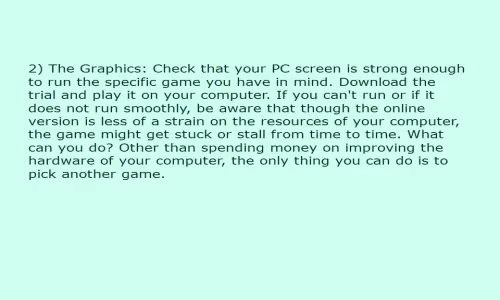 2) The Graphics: Check that your PC screen is strong enough
to run the specific game you have in mind. Download the
trial and play it on your computer. If you can't run or if it
does not run smoothly, be aware that though the online
version is less of a strain on the resources of your computer,
the game might get stuck or stall from time to time. What
can you do? Other than spending money on improving the
hardware of your computer, the only thing you can do is to
pick another game.